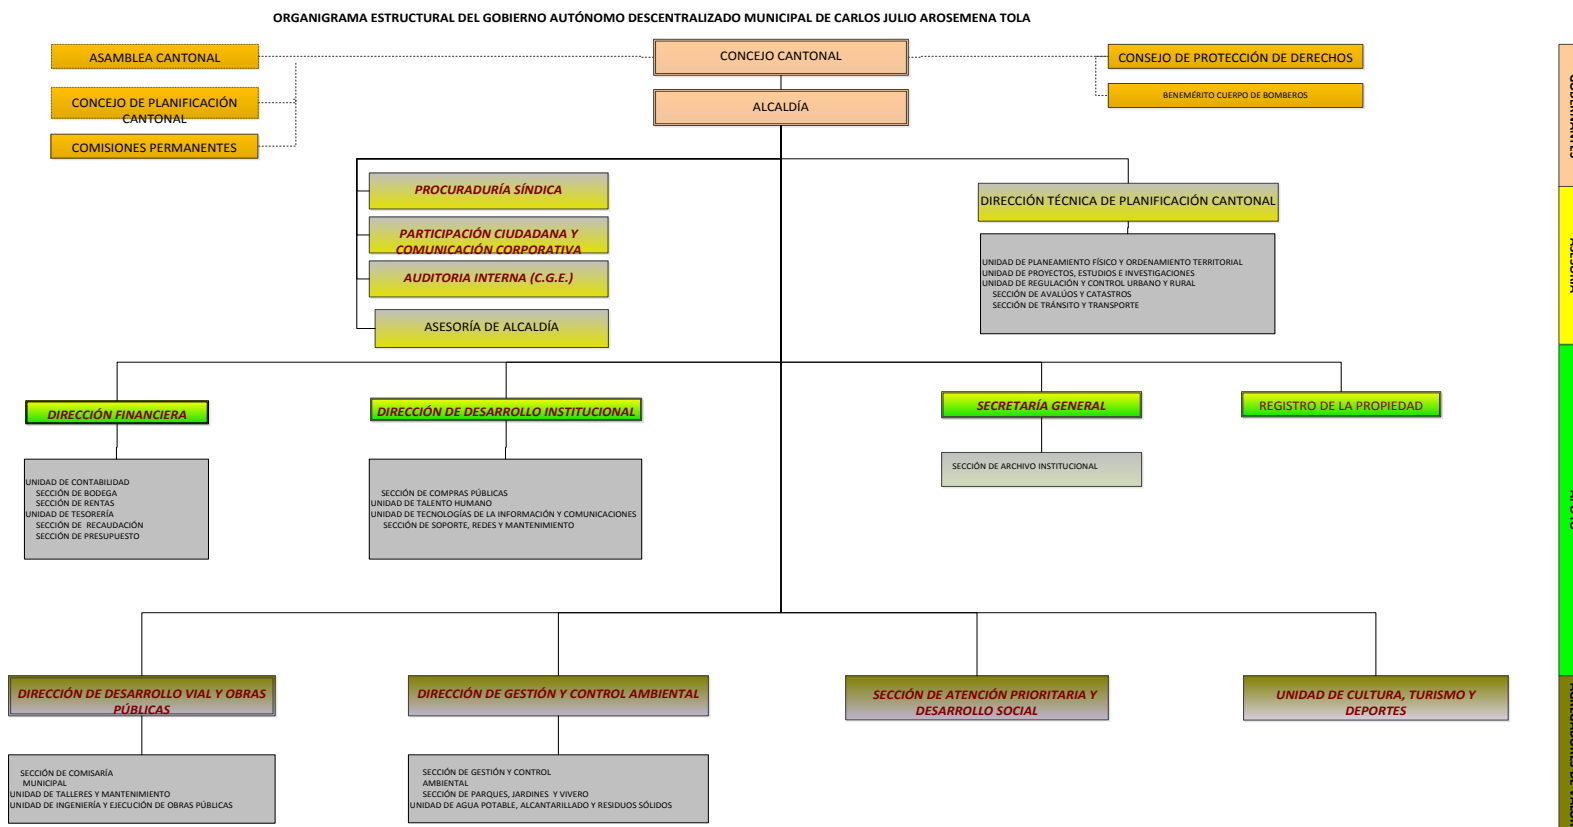 ORGANIGRAMA ESTRUCTURAL DEL GOBIERNO AUTÓNOMO DESCENTRALIZADO MUNICIPAL DE CARLOS JULIO AROSEMENA TOLA
ASAMBLEA CANTONAL
CONCEJO CANTONAL
CONSEJO DE PROTECCIÓN DE DERECHOS
CONCEJO DE PLANIFICACIÓN
CANTONAL
ALCALDÍA
BENEMÉRITO CUERPO DE BOMBEROS
COMISIONES PERMANENTES
PROCURADURÍA SÍNDICA
PARTICIPACIÓN CIUDADANA Y
COMUNICACIÓN CORPORATIVA
AUDITORIA INTERNA (C.G.E.)
ASESORÍA DE ALCALDÍA
DIRECCIÓN TÉCNICA DE PLANIFICACIÓN CANTONAL
UNIDAD DE PLANEAMIENTO FÍSICO Y ORDENAMIENTO TERRITORIAL
UNIDAD DE PROYECTOS, ESTUDIOS E INVESTIGACIONES
UNIDAD DE REGULACIÓN Y CONTROL URBANO Y RURAL
SECCIÓN DE AVALÚOS Y CATASTROS
SECCIÓN DE TRÁNSITO Y TRANSPORTE
DIRECCIÓN FINANCIERA
DIRECCIÓN DE DESARROLLO INSTITUCIONAL
SECRETARÍA GENERAL
REGISTRO DE LA PROPIEDAD
UNIDAD DE CONTABILIDAD
SECCIÓN DE BODEGA
SECCIÓN DE RENTAS
UNIDAD DE TESORERÍA
SECCIÓN DE  RECAUDACIÓN
SECCIÓN DE PRESUPUESTO
SECCIÓN DE COMPRAS PÚBLICAS
UNIDAD DE TALENTO HUMANO
UNIDAD DE TECNOLOGÍAS DE LA INFORMACIÓN Y COMUNICACIONES
SECCIÓN DE SOPORTE, REDES Y MANTENIMIENTO
SECCIÓN DE ARCHIVO INSTITUCIONAL
DIRECCIÓN DE DESARROLLO VIAL Y OBRAS
PÚBLICAS
DIRECCIÓN DE GESTIÓN Y CONTROL AMBIENTAL
SECCIÓN DE ATENCIÓN PRIORITARIA Y
DESARROLLO SOCIAL
UNIDAD DE CULTURA, TURISMO Y
DEPORTES
SECCIÓN DE COMISARÍA
MUNICIPAL
UNIDAD DE TALLERES Y MANTENIMIENTO
UNIDAD DE INGENIERÍA Y EJECUCIÓN DE OBRAS PÚBLICAS
SECCIÓN DE GESTIÓN Y CONTROL
AMBIENTAL
SECCIÓN DE PARQUES, JARDINES  Y VIVERO
UNIDAD DE AGUA POTABLE, ALCANTARILLADO Y RESIDUOS SÓLIDOS